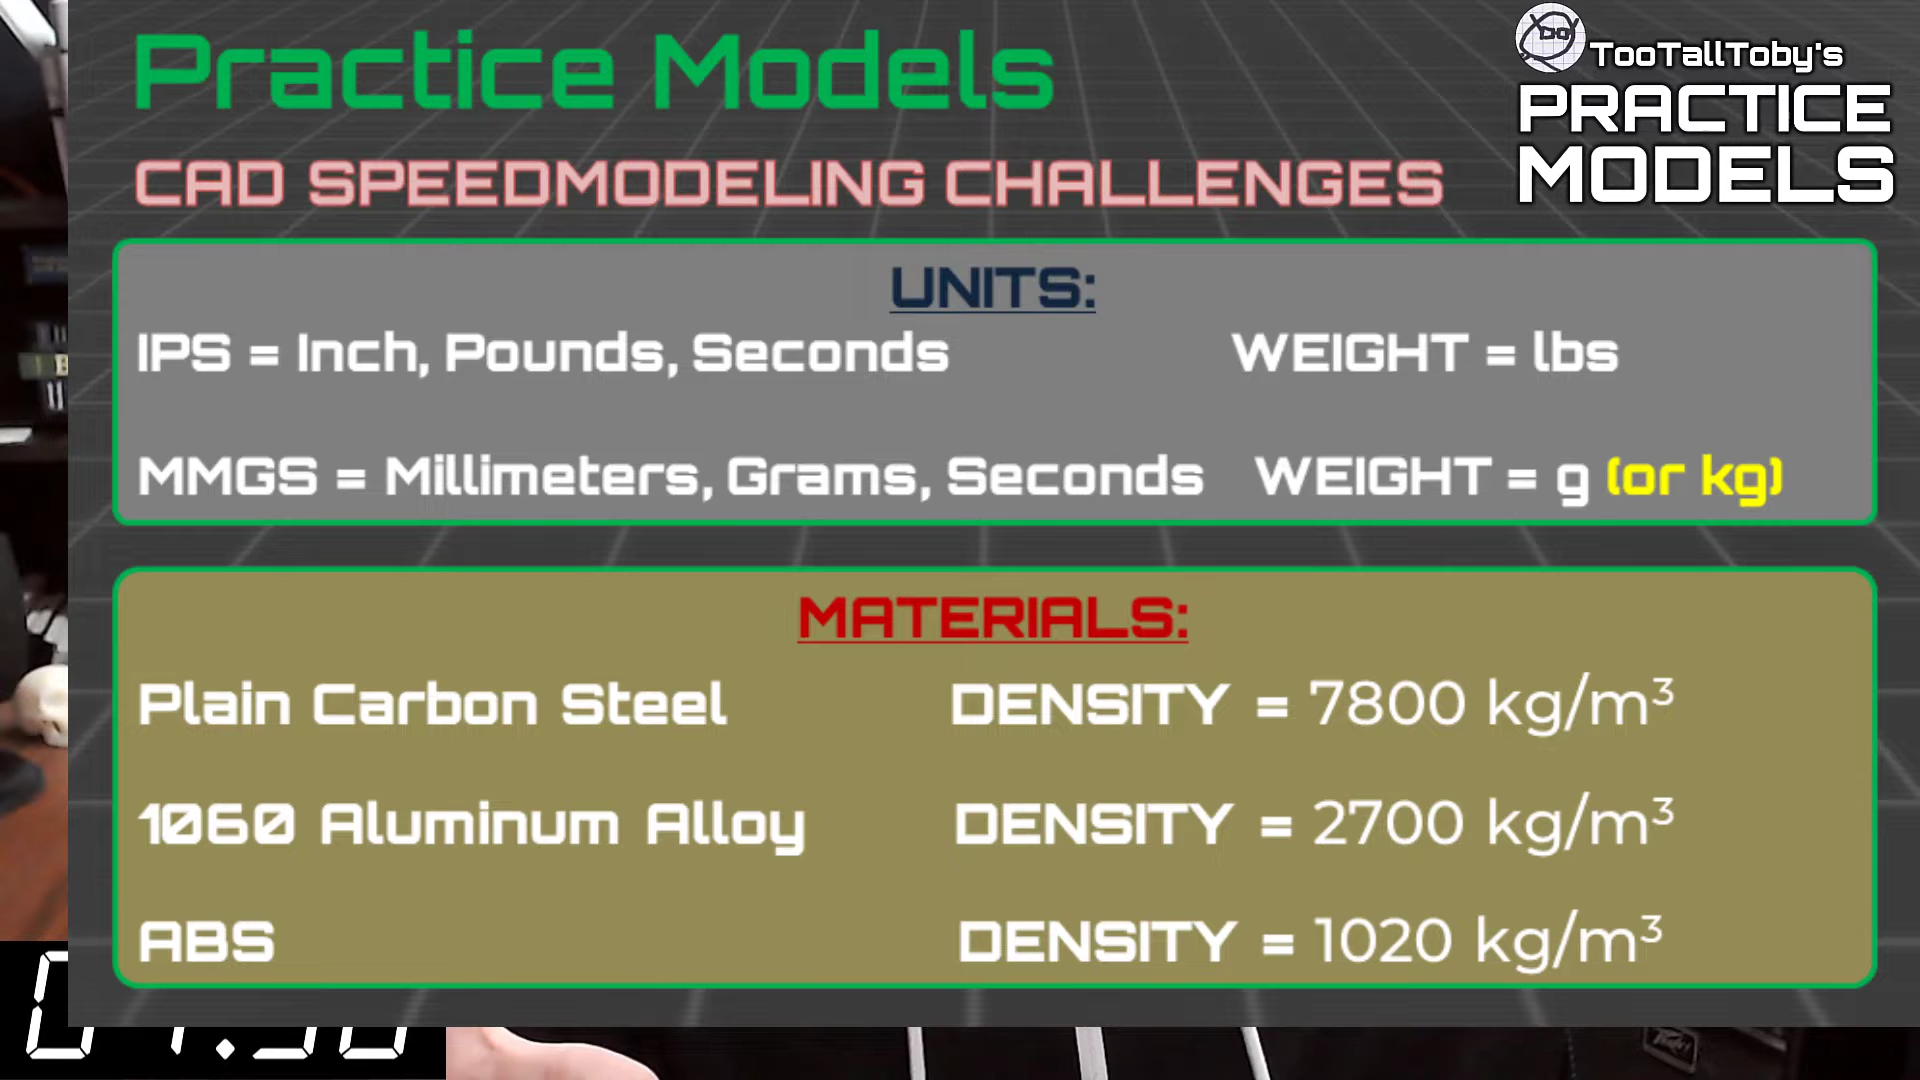 Practice Models
TooTallToby's
PRACTICE
MODELS
CAD SPEEDMODELING CHALLENGES
UNITS:
IPS = Inch, Pounds, Seconds WEIGHT = lbs
MMGS = Millimeters, Grams, Seconds WEIGHT = g (or kg)
MATERIALS:
Plain Carbon Steel DENSITY = 7800 kg/m³
1060 Aluminum Alloy DENSITY = 2700 kg/m³
ABS DENSITY = 1020 kg/m³